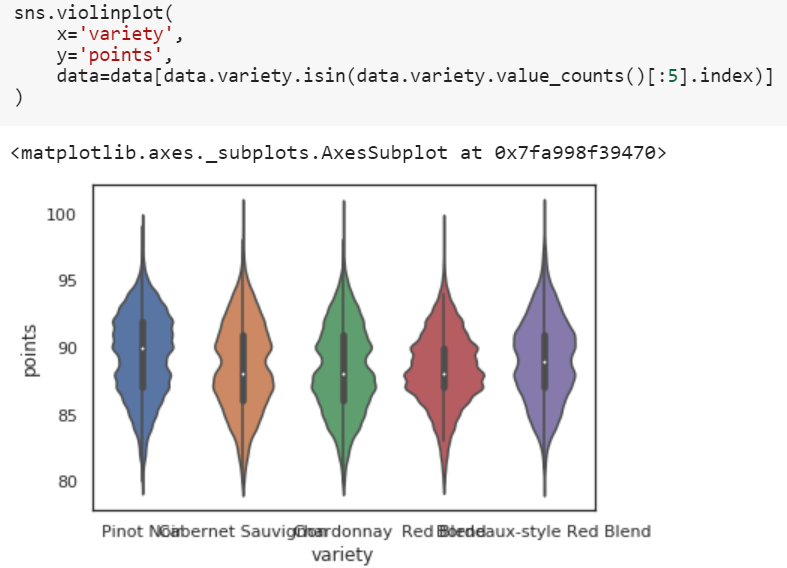 sns.violinplot(
    x='variety',
    y='points',
    data=data[data.variety.isin(data.variety.value_counts()[:5].index)]
)
<matplotlib.axes._subplots.AxesSubplot at 0x7fa998f39470>
100
95
90
85
80
points
Pinot Noir Cabernet Sauvignon Chardonnay Red Blend Bordeaux-style Red Blend
variety